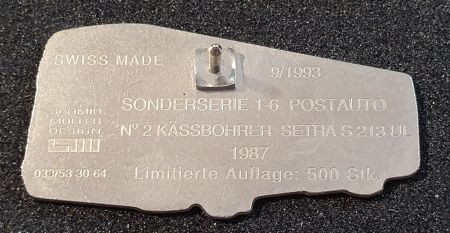 SWISS MADE
9/1993
SONDERSERIE 1-6 POSTAUTO
SCHMID
MÜLLER
DESIGN
Nº 2 KÄSSBOHRER SETRA S 213 UL
1987
033/53 30 64
Limitierte Auflage: 500 Stk.